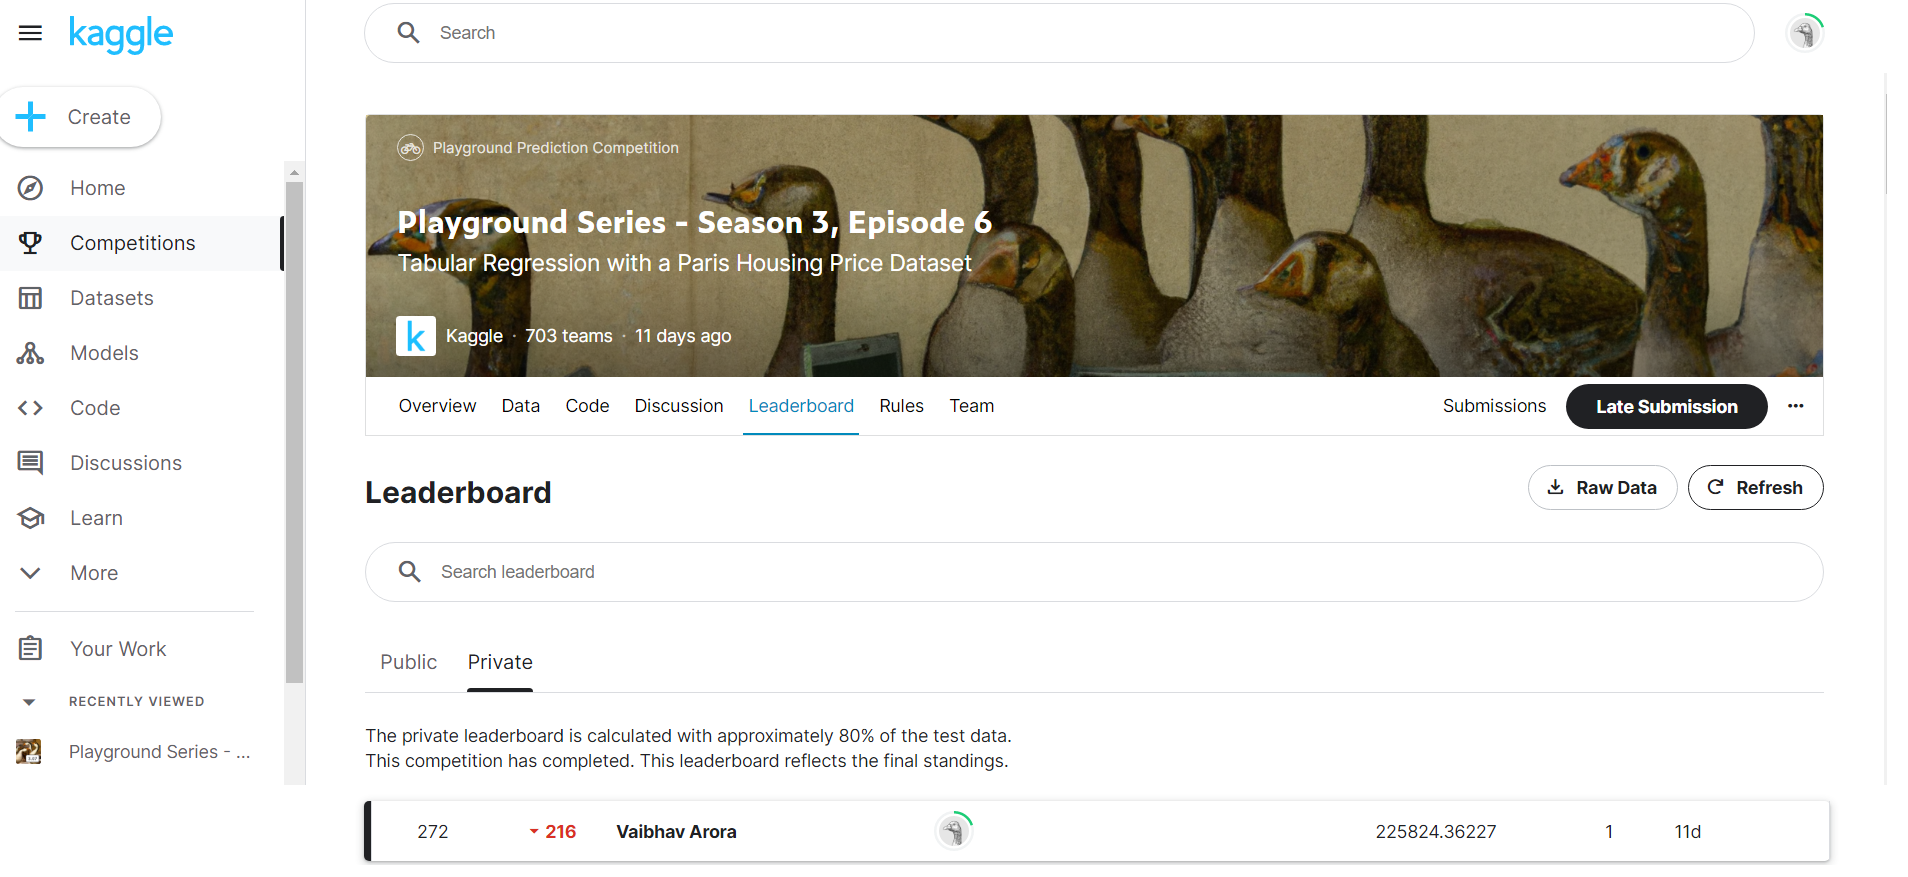 kaggle
Search
Create
Home
Competitions
Datasets
Models
Code
Discussions
Learn
More
Your Work
RECENTLY VIEWED
Playground Series - ...
Playground Prediction Competition
Playground Series - Season 3, Episode 6
Tabular Regression with a Paris Housing Price Dataset
k
Kaggle · 703 teams · 11 days ago
Overview Data Code Discussion Leaderboard Rules Team Submissions Late Submission ...
Leaderboard
Raw Data Refresh
Search leaderboard
Public Private
The private leaderboard is calculated with approximately 80% of the test data.
This competition has completed. This leaderboard reflects the final standings.
272 216 Vaibhav Arora 225824.36227 1 11d